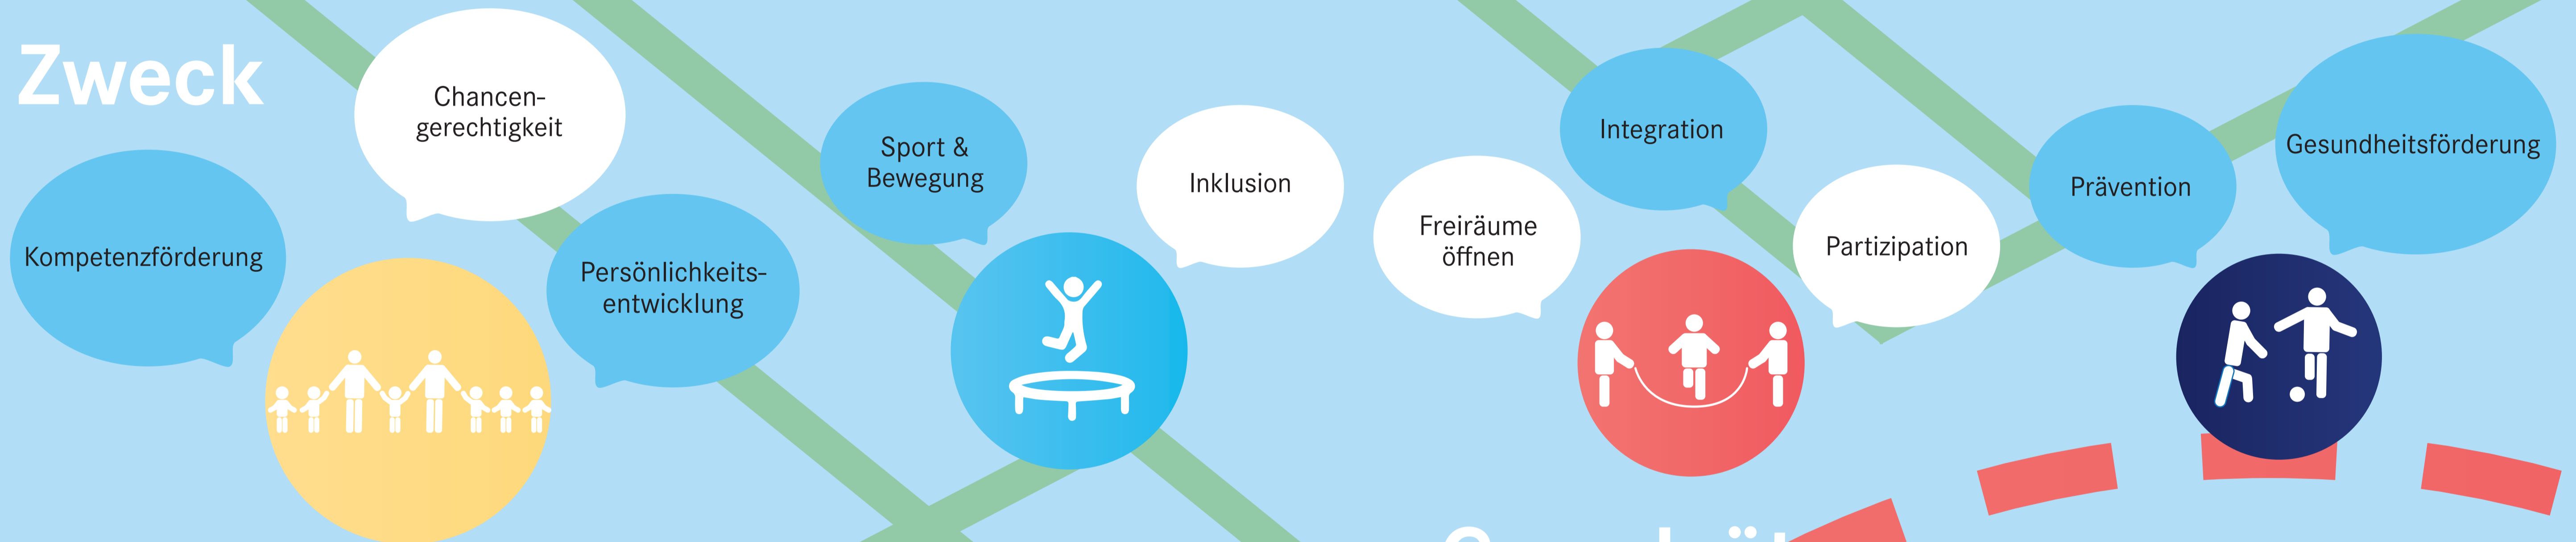 Zweck
Kompetenzförderung
Chancen-
gerechtigkeit
Persönlichkeits-
entwicklung
Sport &
Bewegung
Inklusion
Freiräume
öffnen
Integration
Partizipation
Prävention
Gesundheitsförderung